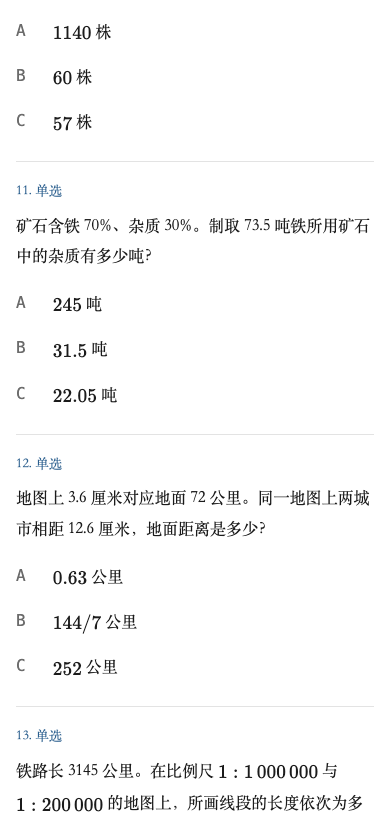 A 1140 株
B 60 株
C 57 株
11. 单选
矿石含铁 70%、杂质 30%。制取 73.5 吨铁所用矿石
中的杂质有多少吨?
A 245 吨
B 31.5 吨
C 22.05 吨
12. 单选
地图上 3.6 厘米对应地面 72 公里。同一地图上两城
市相距 12.6 厘米，地面距离是多少?
A 0.63 公里
B 144/7 公里
C 252 公里
13. 单选
铁路长 3145 公里。在比例尺 1 : 1 000 000 与
1 : 200 000 的地图上，所画线段的长度依次为多